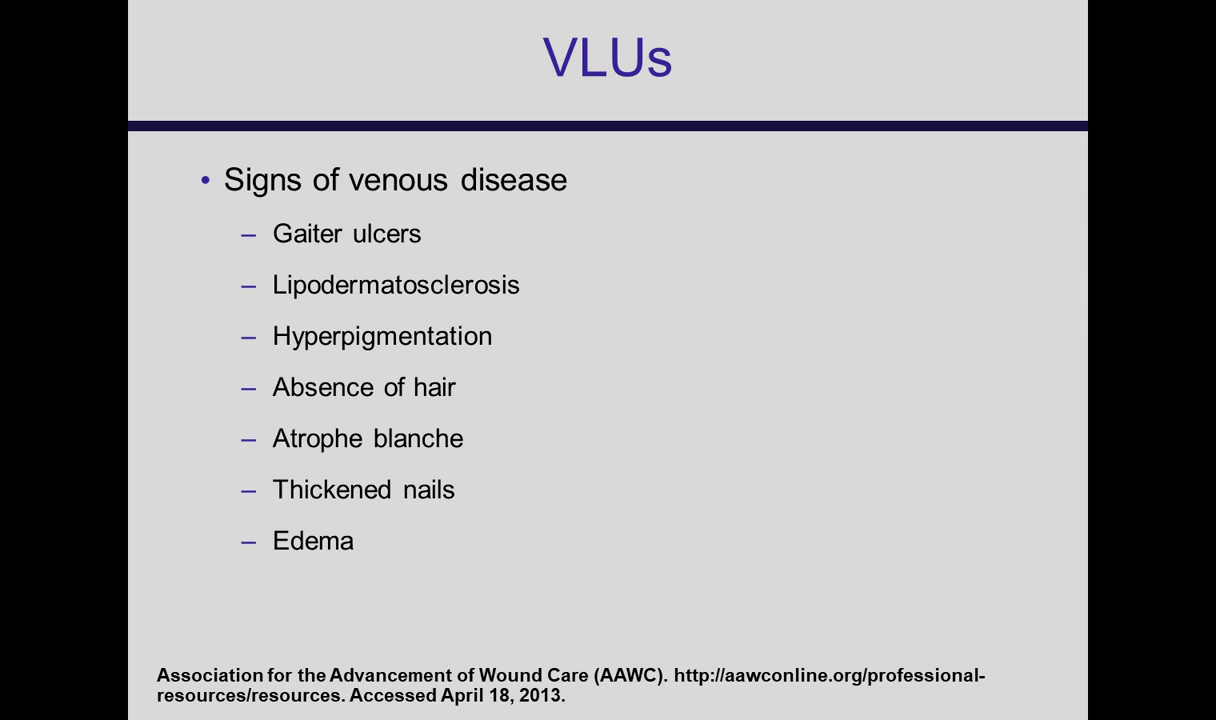 VLUs
• Signs of venous disease
– Gaiter ulcers
– Lipodermatosclerosis
– Hyperpigmentation
– Absence of hair
– Atrophe blanche
– Thickened nails
– Edema
Association for the Advancement of Wound Care (AAWC). http://aawconline.org/professional-
resources/resources. Accessed April 18, 2013.